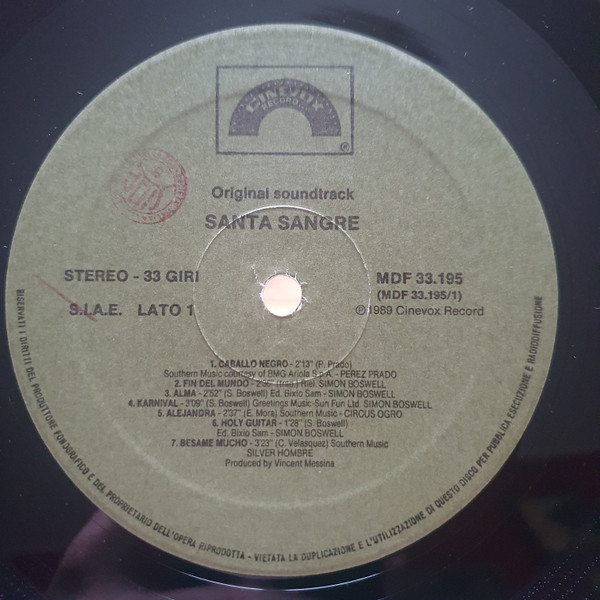 CINEVOX
RECORD
®
Original soundtrack
SANTA SANGRE
STEREO - 33 GIRI
MDF 33.195
(MDF 33.195/1)
S.I.A.E. LATO 1
℗ 1989 Cinevox Record
1. CABALLO NEGRO - 2'13" (P. Prado)
Southern Music courtesy of BMG Ariola S.p.A. - PEREZ PRADO
2. FIN DEL MUNDO - SIMON BOSWELL
3. ALMA - 2'52" (S. Boswell) Ed. Bixio Sam - SIMON BOSWELL
4. KARNIVAL - 3'09" (S. Boswell) Greetings Music-Sun Fun Ltd. SIMON BOSWELL
5. ALEJANDRA - 2'37" (E. Mora) Southern Music - CIRCUS OGRO
6. HOLY GUITAR - 1'28" (S. Boswell)
Ed. Bixio Sam - SIMON BOSWELL
7. BESAME MUCHO - 3'23" (C. Velasquez) Southern Music
SILVER HOMBRE
Produced by Vincent Messina
RISERVATI I DIRITTI DEL PRODUTTORE FONOGRAFICO E DEL PROPRIETARIO DELL'OPERA RIPRODOTTA - VIETATA LA DUPLICAZIONE E L'UTILIZZAZIONE DI QUESTO DISCO PER PUBBLICA ESECUZIONE E RADIODIFFUSIONE